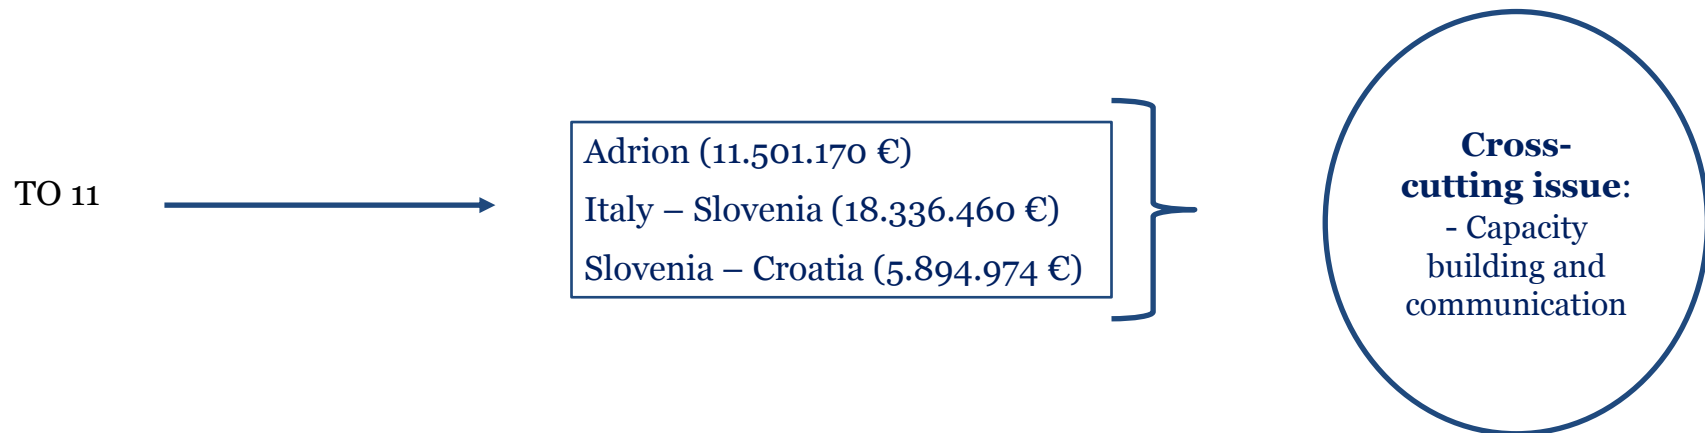 TO 11
Adrion (11.501.170 €)
Italy – Slovenia (18.336.460 €)
Slovenia – Croatia (5.894.974 €)
Cross-
cutting issue:
- Capacity
building and
communication